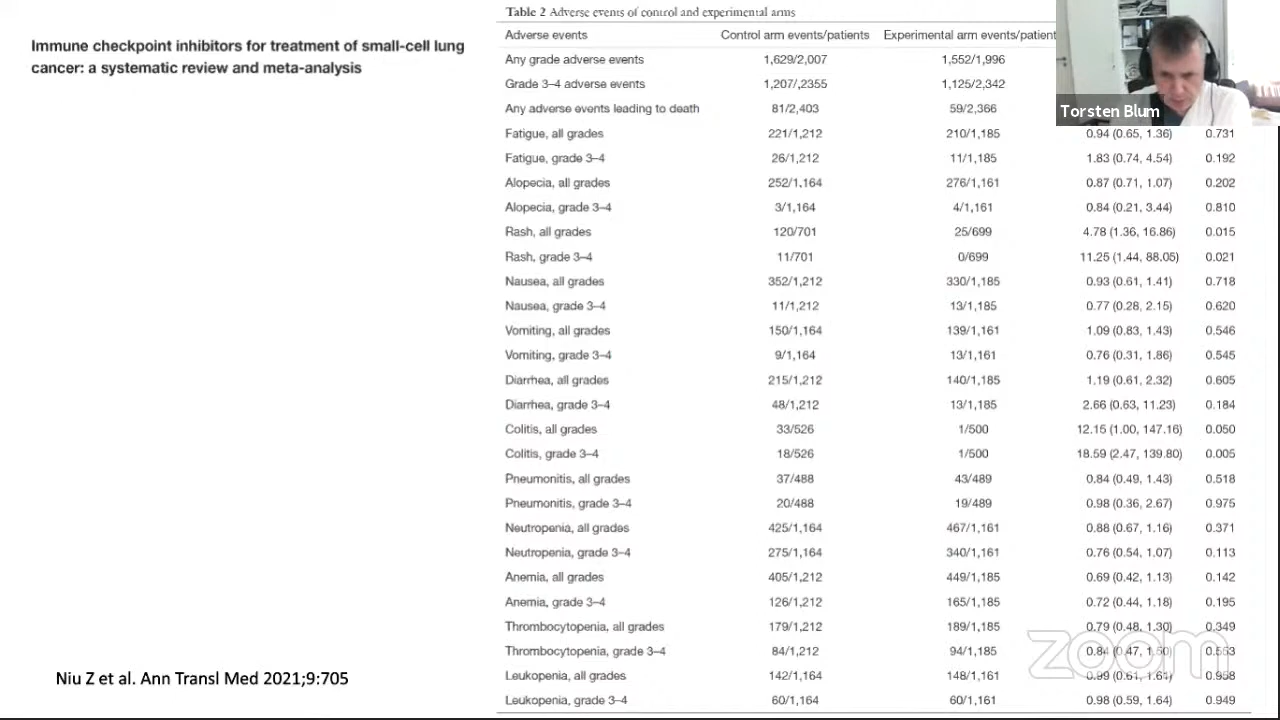 Immune checkpoint inhibitors for treatment of small-cell lung
cancer: a systematic review and meta-analysis
Table 2 Adverse events of control and experimental arms
Adverse events Control arm events/patients Experimental arm events/patient
Any grade adverse events 1,629/2,007 1,552/1,996
Grade 3–4 adverse events 1,207/,2355 1,125/2,342
Any adverse events leading to death 81/2,403 59/2,366
Torsten Blum
Fatigue, all grades 221/1,212 210/1,185 0.94 (0.65, 1.36) 0.731
Fatigue, grade 3–4 26/1,212 11/1,185 1.83 (0.74, 4.54) 0.192
Alopecia, all grades 252/1,164 276/1,161 0.87 (0.71, 1.07) 0.202
Alopecia, grade 3–4 3/1,164 4/1,161 0.84 (0.21, 3.44) 0.810
Rash, all grades 120/701 25/699 4.78 (1.36, 16.86) 0.015
Rash, grade 3–4 11/701 0/699 11.25 (1.44, 88.05) 0.021
Nausea, all grades 352/1,212 330/1,185 0.93 (0.61, 1.41) 0.718
Nausea, grade 3–4 11/1,212 13/1,185 0.77 (0.28, 2.15) 0.620
Vomiting, all grades 150/1,164 139/1,161 1.09 (0.83, 1.43) 0.546
Vomiting, grade 3–4 9/1,164 13/1,161 0.76 (0.31, 1.86) 0.545
Diarrhea, all grades 215/1,212 140/1,185 1.19 (0.61, 2.32) 0.605
Diarrhea, grade 3–4 48/1,212 13/1,185 2.66 (0.63, 11.23) 0.184
Colitis, all grades 33/526 1/500 12.15 (1.00, 147.16) 0.050
Colitis, grade 3–4 18/526 1/500 18.59 (2.47, 139.80) 0.005
Pneumonitis, all grades 37/488 43/489 0.84 (0.49, 1.43) 0.518
Pneumonitis, grade 3–4 20/488 19/489 0.98 (0.36, 2.67) 0.975
Neutropenia, all grades 425/1,164 467/1,161 0.88 (0.67, 1.16) 0.371
Neutropenia, grade 3–4 275/1,164 340/1,161 0.76 (0.54, 1.07) 0.113
Anemia, all grades 405/1,212 449/1,185 0.69 (0.42, 1.13) 0.142
Anemia, grade 3–4 126/1,212 165/1,185 0.72 (0.44, 1.18) 0.195
Thrombocytopenia, all grades 179/1,212 189/1,185 0.79 (0.48, 1.30) 0.349
Thrombocytopenia, grade 3–4 84/1,212 94/1,185 0.84 (0.47, 1.50)
Leukopenia, all grades 142/1,164 148/1,161 0.99 (0.61, 1.61)
Leukopenia, grade 3–4 60/1,164 60/1,161 0.98 (0.59, 1.64) 0.949
zoom
Niu Z et al. Ann Transl Med 2021;9:705